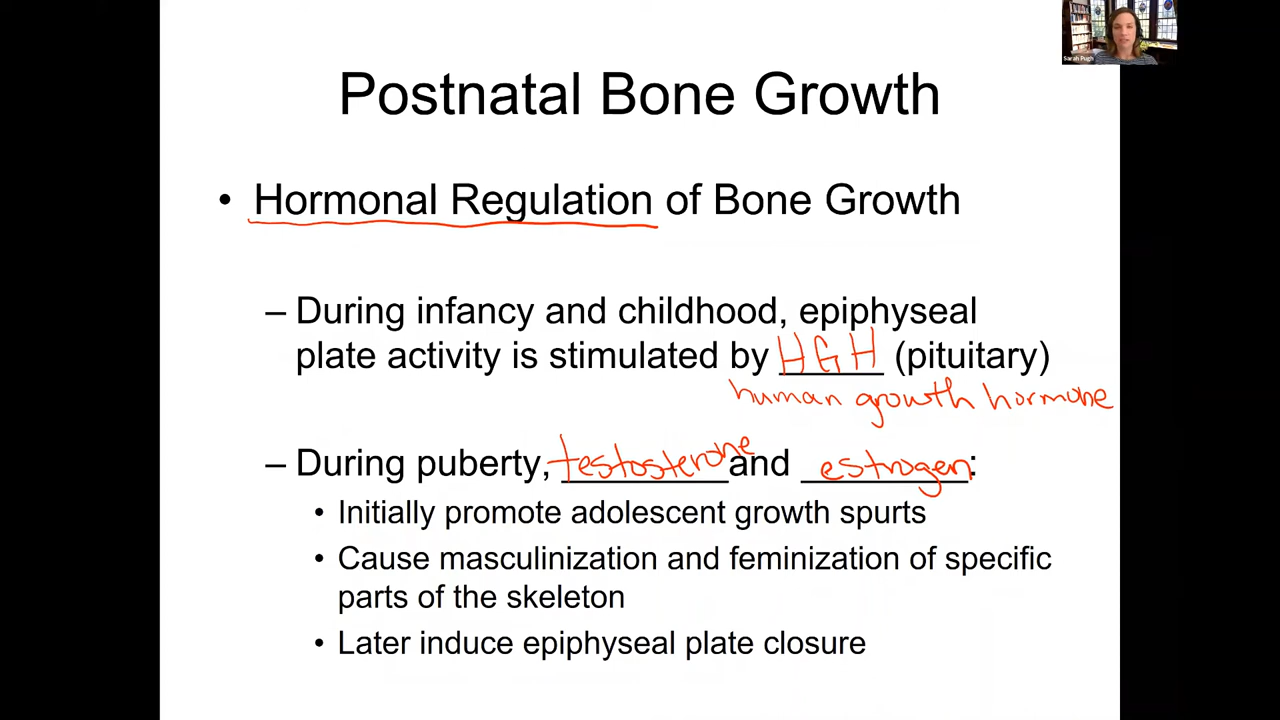 Sarah Pugh
Postnatal Bone Growth
• Hormonal Regulation of Bone Growth
– During infancy and childhood, epiphyseal
plate activity is stimulated by HGH (pituitary)
human growth hormone
– During puberty, testosterone and estrogen:
• Initially promote adolescent growth spurts
• Cause masculinization and feminization of specific
parts of the skeleton
• Later induce epiphyseal plate closure